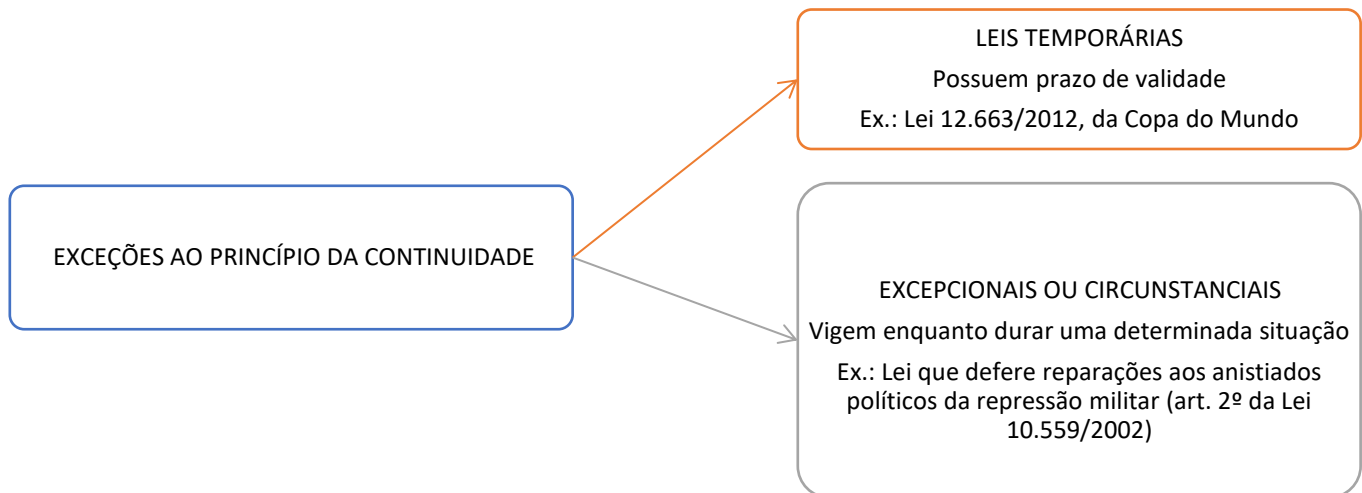 EXCEÇÕES AO PRINCÍPIO DA CONTINUIDADE
LEIS TEMPORÁRIAS
Possuem prazo de validade
Ex.: Lei 12.663/2012, da Copa do Mundo
EXCEPCIONAIS OU CIRCUNSTANCIAIS
Vigem enquanto durar uma determinada situação
Ex.: Lei que defere reparações aos anistiados
políticos da repressão militar (art. 2º da Lei
10.559/2002)